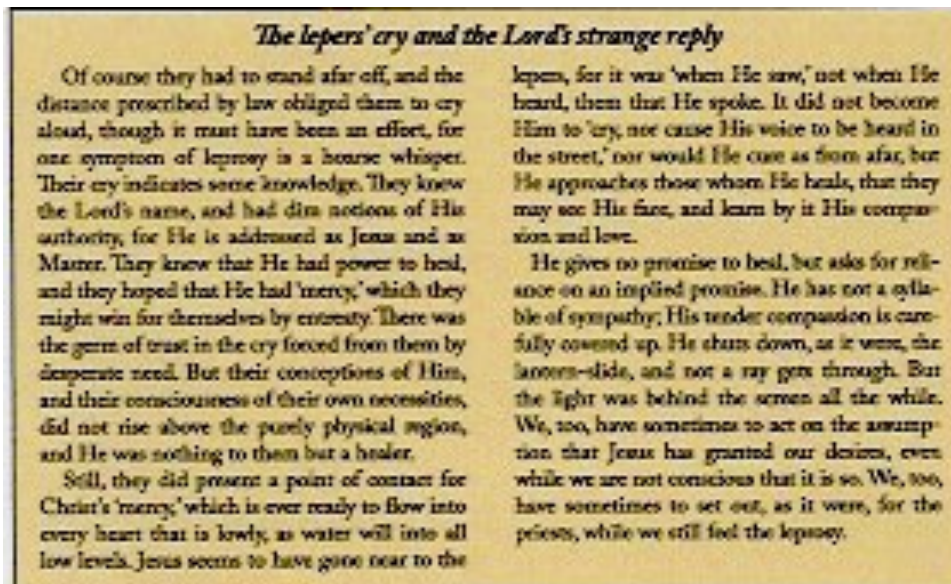 The lepers' cry and the Lord's strange reply
Of course they had to stand afar off, and the
distance prescribed by law obliged them to cry
aloud, though it must have been an effort, for
one symptom of leprosy is a hoarse whisper.
Their cry indicates some knowledge. They knew
the Lord's name, and had dim notions of His
authority, for He is addressed as Jesus and as
Master. They knew that He had power to heal,
and they hoped that He had 'mercy,' which they
might win for themselves by entreaty. There was
the germ of trust in the cry forced from them by
desperate need. But their conceptions of Him,
and their consciousness of their own necessities,
did not rise above the purely physical region,
and He was nothing to them but a healer.
Still, they did present a point of contact for
Christ's 'mercy,' which is ever ready to flow into
every heart that is lowly, as water will into all
low levels. Jesus seems to have gone near to the
lepers, for it was 'when He saw,' not when He
heard, them that He spoke. It did not become
Him to 'cry, nor cause His voice to be heard in
the street,' nor would He cure as from afar, but
He approaches those whom He heals, that they
may see His face, and learn by it His compas-
sion and love.
He gives no promise to heal, but asks for reli-
ance on an implied promise. He has not a sylla-
ble of sympathy; His tender compassion is care-
fully covered up. He shuts down, as it were, the
lantern-slide, and not a ray gets through. But
the light was behind the screen all the while.
We, too, have sometimes to act on the assump-
tion that Jesus has granted our desires, even
while we are not conscious that it is so. We, too,
have sometimes to set out, as it were, for the
priests, while we still feel the leprosy.